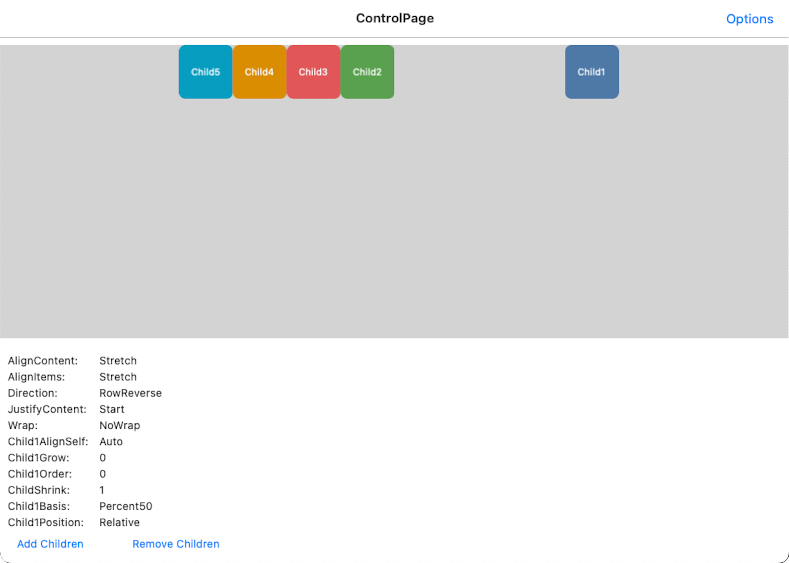 ControlPage
Options
Child5 Child4 Child3 Child2 Child1
AlignContent: Stretch
AlignItems: Stretch
Direction: RowReverse
JustifyContent: Start
Wrap: NoWrap
Child1AlignSelf: Auto
Child1Grow: 0
Child1Order: 0
ChildShrink: 1
Child1Basis: Percent50
Child1Position: Relative
Add Children Remove Children